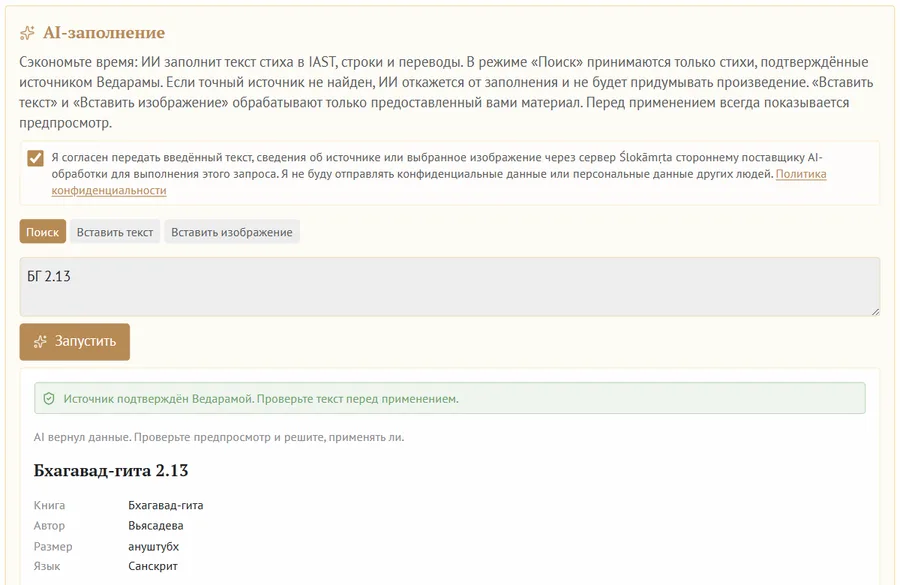 AI-заполнение
Сэкономьте время: ИИ заполнит текст стиха в IAST, строки и переводы. В режиме «Поиск» принимаются только стихи, подтверждённые
источником Ведарамы. Если точный источник не найден, ИИ откажется от заполнения и не будет придумывать произведение. «Вставить
текст» и «Вставить изображение» обрабатывают только предоставленный вами материал. Перед применением всегда показывается
предпросмотр.
Я согласен передать введённый текст, сведения об источнике или выбранное изображение через сервер Ślokāmṛta стороннему поставщику AI-
обработки для выполнения этого запроса. Я не буду отправлять конфиденциальные данные или персональные данные других людей. Политика
конфиденциальности
Поиск Вставить текст Вставить изображение
БГ 2.13
Запустить
Источник подтверждён Ведарамой. Проверьте текст перед применением.
AI вернул данные. Проверьте предпросмотр и решите, применять ли.
Бхагавад-гита 2.13
Книга Бхагавад-гита
Автор Вьясадева
Размер ануштубх
Язык Санскрит